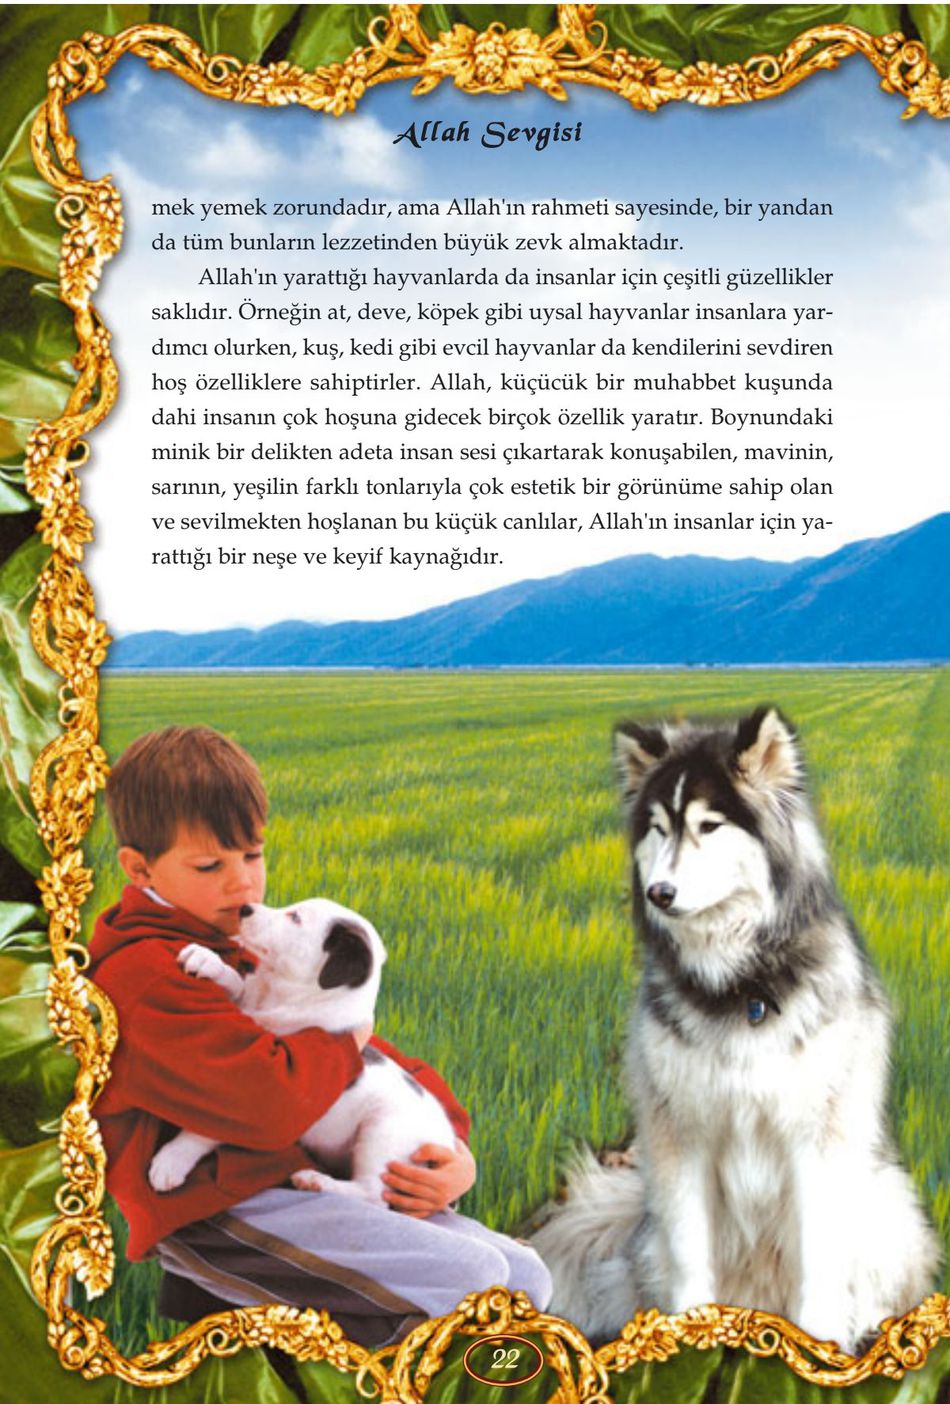 Allah Sevgisi
mek yemek zorundadır, ama Allah'ın rahmeti sayesinde, bir yandan
da tüm bunların lezzetinden büyük zevk almaktadır.
Allah'ın yarattığı hayvanlarda da insanlar için çeşitli güzellikler
saklıdır. Örneğin at, deve, köpek gibi uysal hayvanlar insanlara yar-
dımcı olurken, kuş, kedi gibi evcil hayvanlar da kendilerini sevdiren
hoş özelliklere sahiptirler. Allah, küçücük bir muhabbet kuşunda
dahi insanın çok hoşuna gidecek birçok özellik yaratır. Boynundaki
minik bir delikten adeta insan sesi çıkartarak konuşabilen, mavinin,
sarının, yeşilin farklı tonlarıyla çok estetik bir görünüme sahip olan
ve sevilmekten hoşlanan bu küçük canlılar, Allah'ın insanlar için ya-
rattığı bir neşe ve keyif kaynağıdır.
22